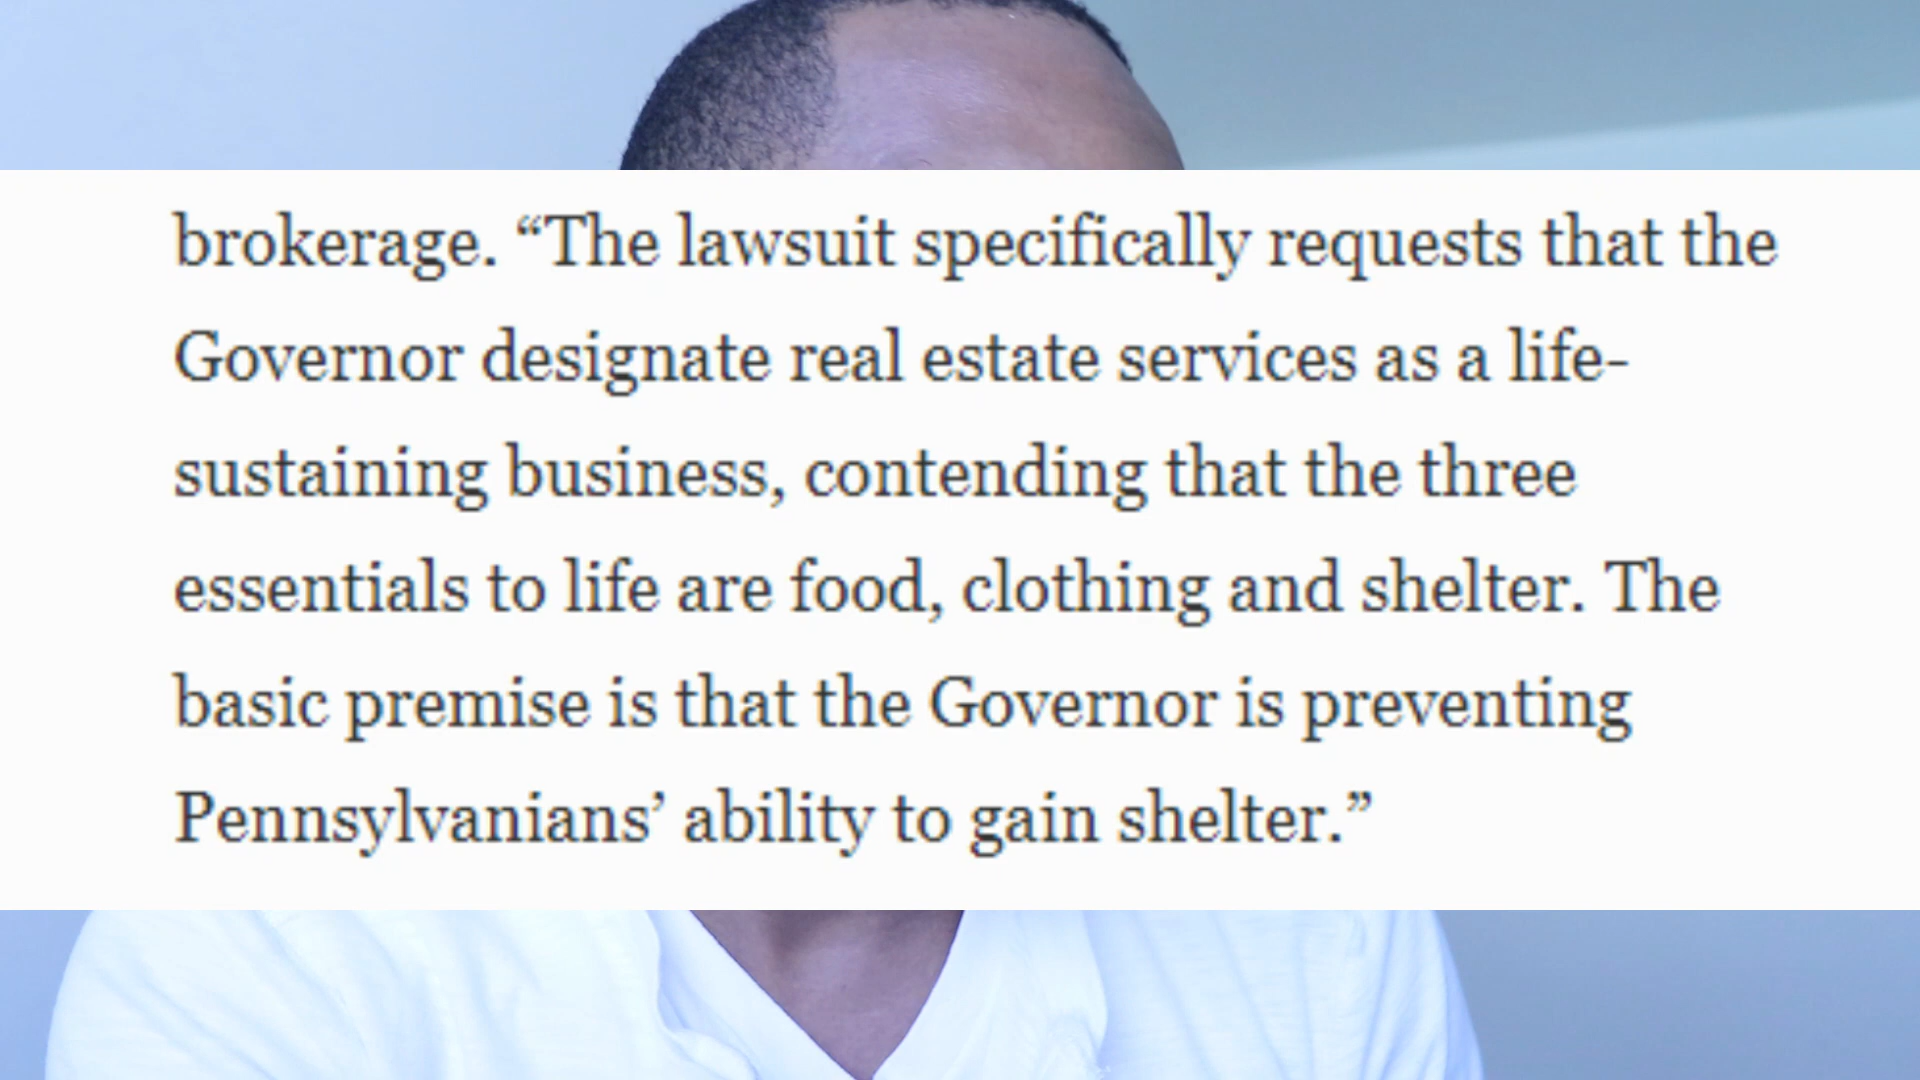 brokerage. “The lawsuit specifically requests that the
Governor designate real estate services as a life-
sustaining business, contending that the three
essentials to life are food, clothing and shelter. The
basic premise is that the Governor is preventing
Pennsylvanians’ ability to gain shelter.”